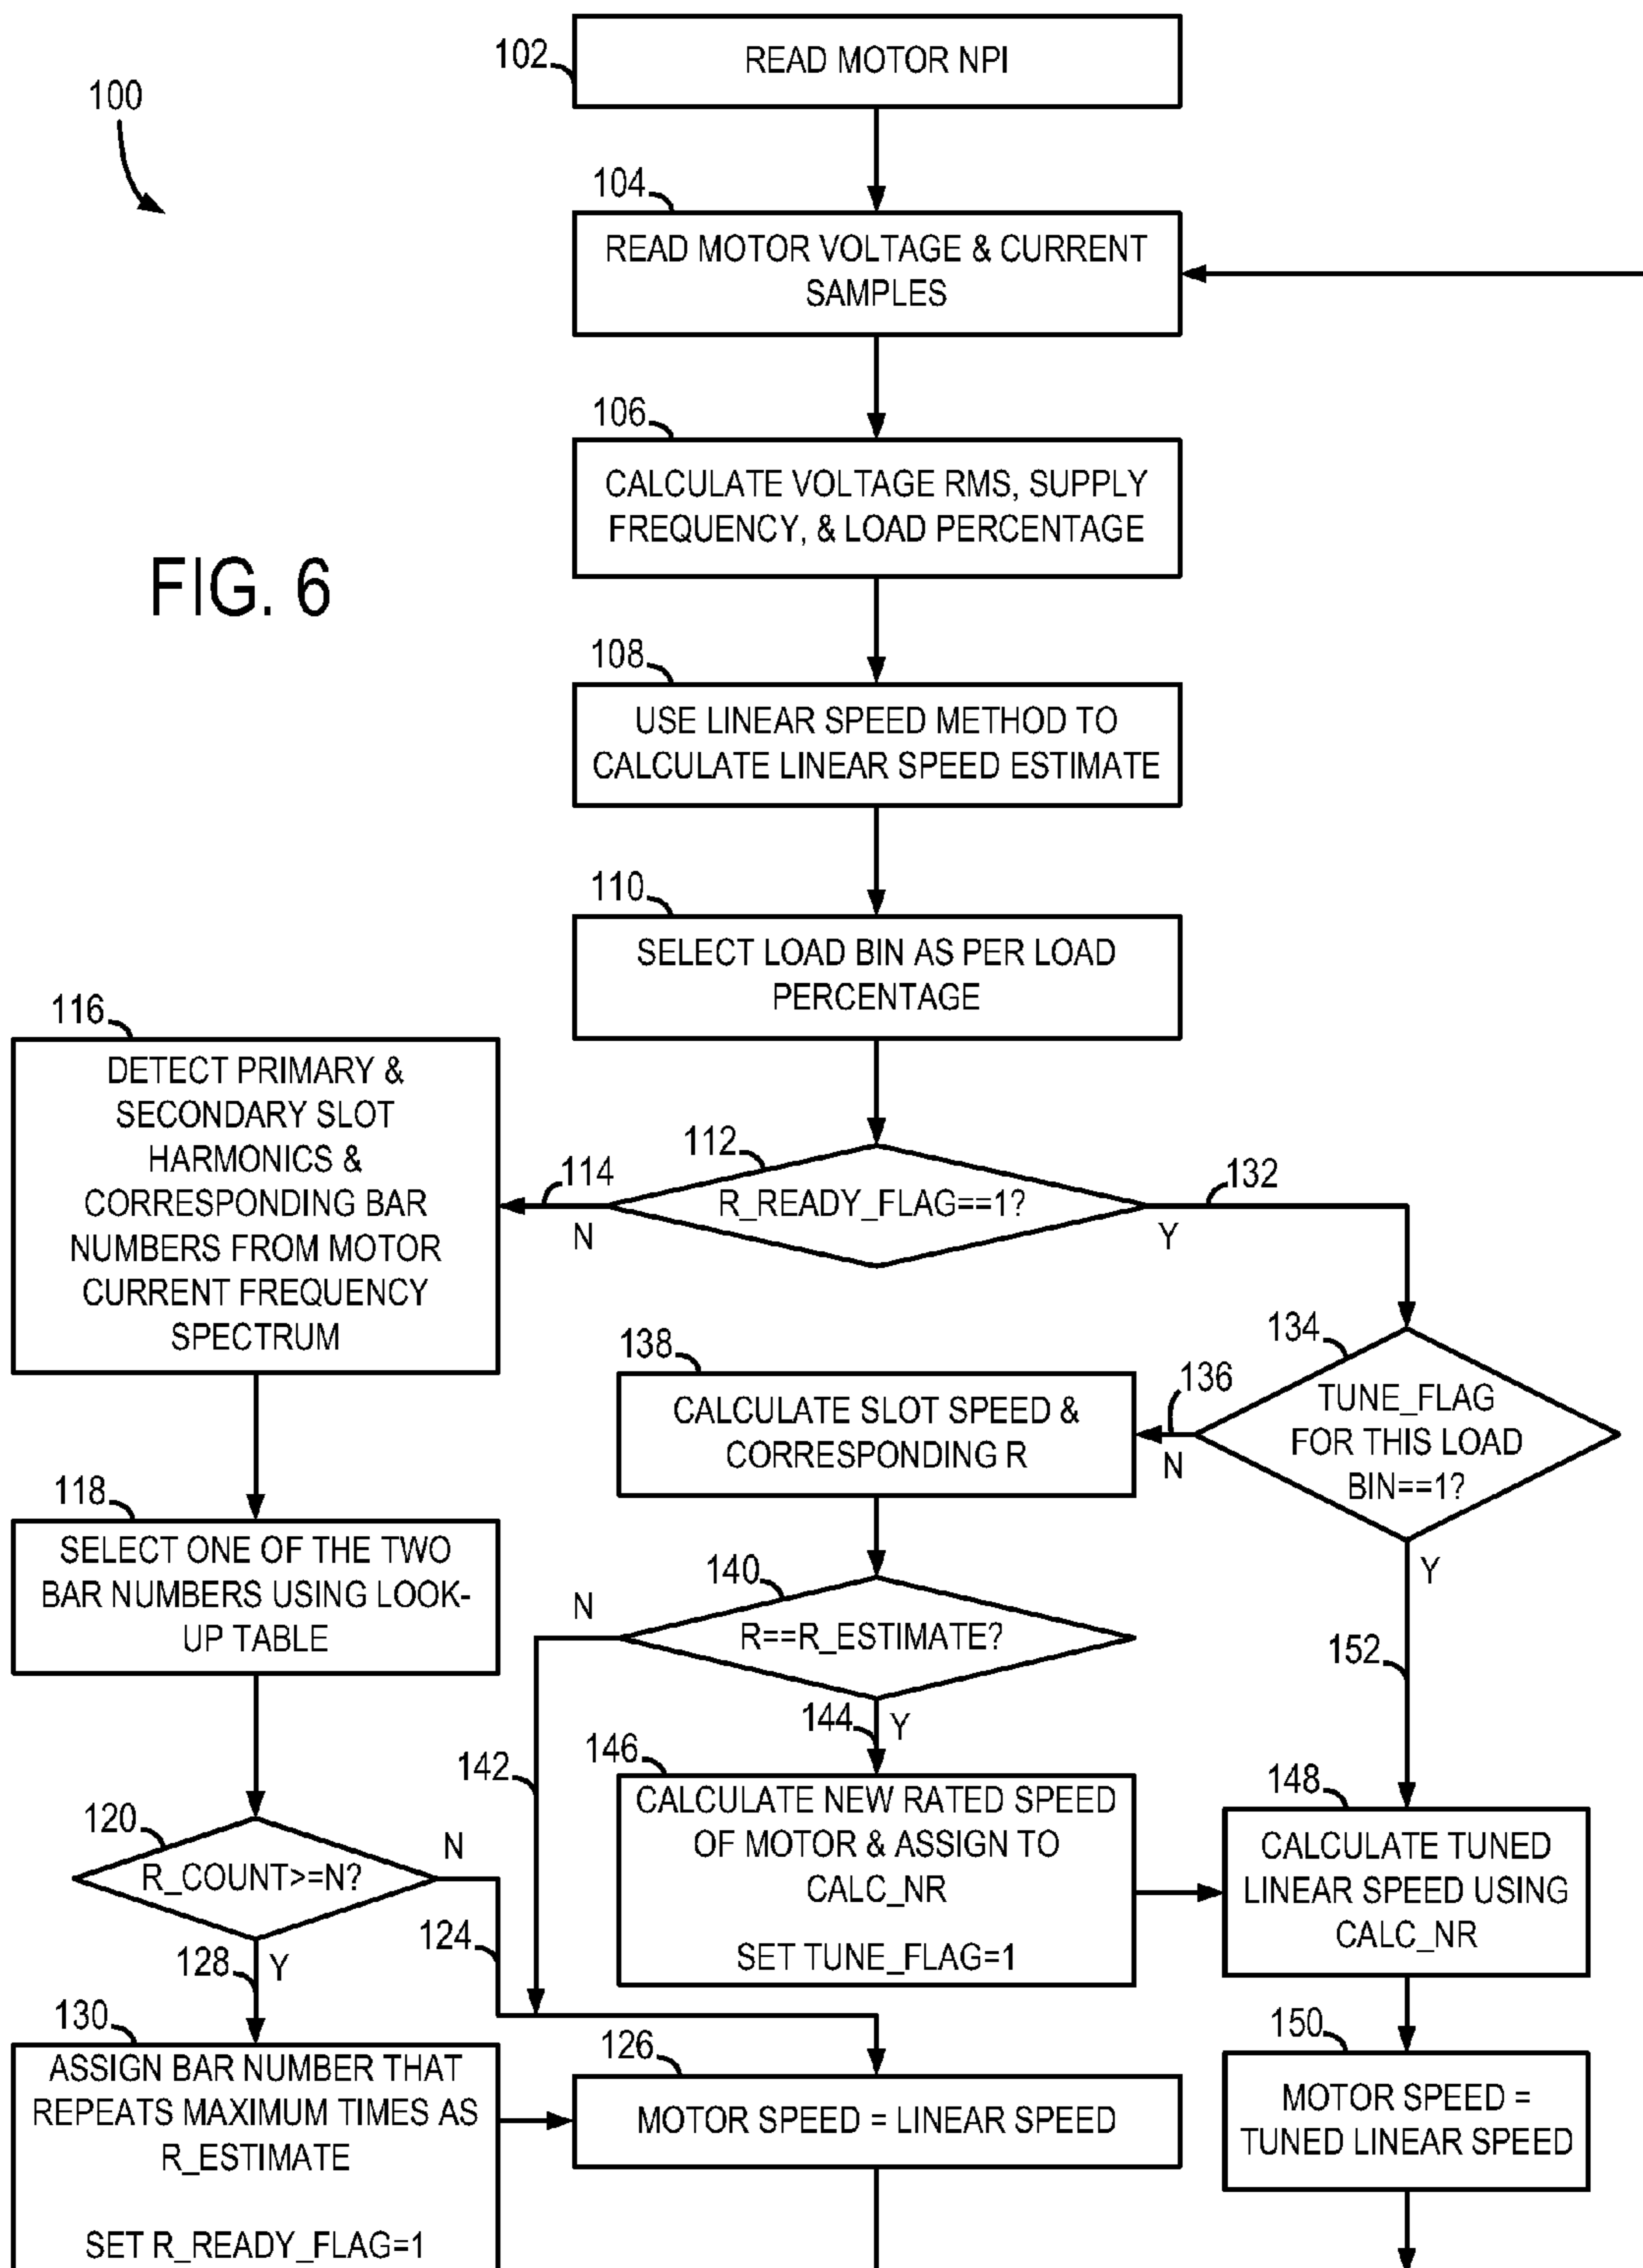 102
READ MOTOR NPI
100
104
READ MOTOR VOLTAGE & CURRENT
SAMPLES
106
CALCULATE VOLTAGE RMS, SUPPLY
FREQUENCY, & LOAD PERCENTAGE
FIG. 6
108
USE LINEAR SPEED METHOD TO
CALCULATE LINEAR SPEED ESTIMATE
110
SELECT LOAD BIN AS PER LOAD
PERCENTAGE
116
DETECT PRIMARY &
SECONDARY SLOT
HARMONICS &
CORRESPONDING BAR
NUMBERS FROM MOTOR
CURRENT FREQUENCY
SPECTRUM
112
R_READY_FLAG==1?
114
N
132
Y
134
TUNE_FLAG
FOR THIS LOAD
BIN==1?
136
N
Y
138
CALCULATE SLOT SPEED &
CORRESPONDING R
118
SELECT ONE OF THE TWO
BAR NUMBERS USING LOOK-
UP TABLE
140
R==R_ESTIMATE?
N
142
144
Y
152
146
CALCULATE NEW RATED SPEED
OF MOTOR & ASSIGN TO
CALC_NR
SET TUNE_FLAG=1
148
CALCULATE TUNED
LINEAR SPEED USING
CALC_NR
120
R_COUNT>=N?
N
124
128
Y
130
ASSIGN BAR NUMBER THAT
REPEATS MAXIMUM TIMES AS
R_ESTIMATE
SET R_READY_FLAG=1
126
MOTOR SPEED = LINEAR SPEED
150
MOTOR SPEED =
TUNED LINEAR SPEED